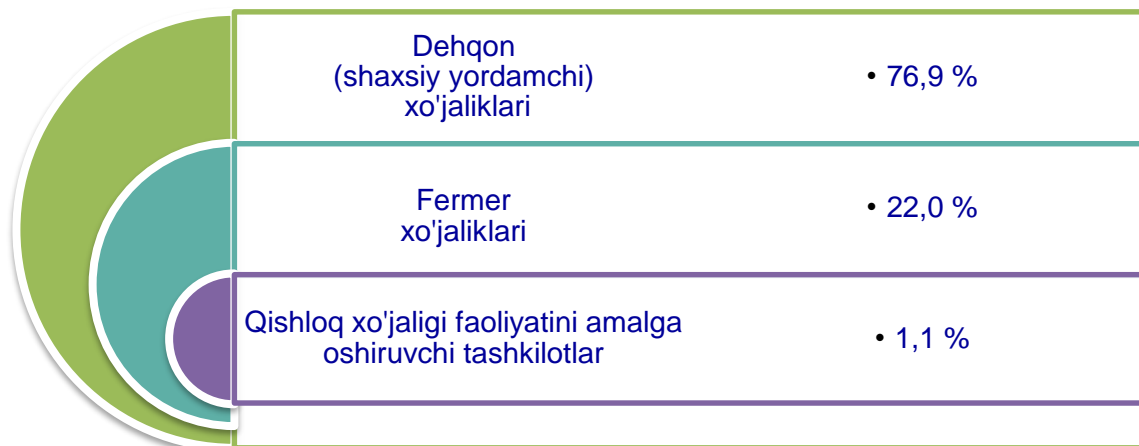 Dehqon
(shaxsiy yordamchi)
xo'jaliklari
• 76,9 %
Fermer
xo'jaliklari
• 22,0 %
Qishloq xo'jaligi faoliyatini amalga
oshiruvchi tashkilotlar
• 1,1 %